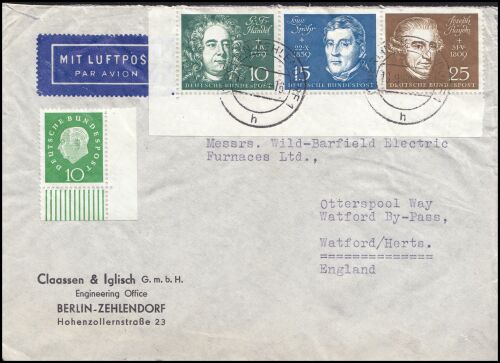 MIT LUFTPOST
PAR AVION
G.F. Händel
1759
10
DEUTSCHE BUNDESPOST
Louis Spohr
22·X·1859
15
DEUTSCHE BUNDESPOST
Joseph Haydn
31·V·1809
25
DEUTSCHE BUNDESPOST
h
h
DEUTSCHE BUNDESPOST
10
Messrs. Wild-Barfield Electric
Furnaces Ltd.,
Otterspool Way
Watford By-Pass,
Watford/Herts.
England
Claassen & Iglisch G.m.b.H.
Engineering Office
BERLIN-ZEHLENDORF
Hohenzollernstraße 23